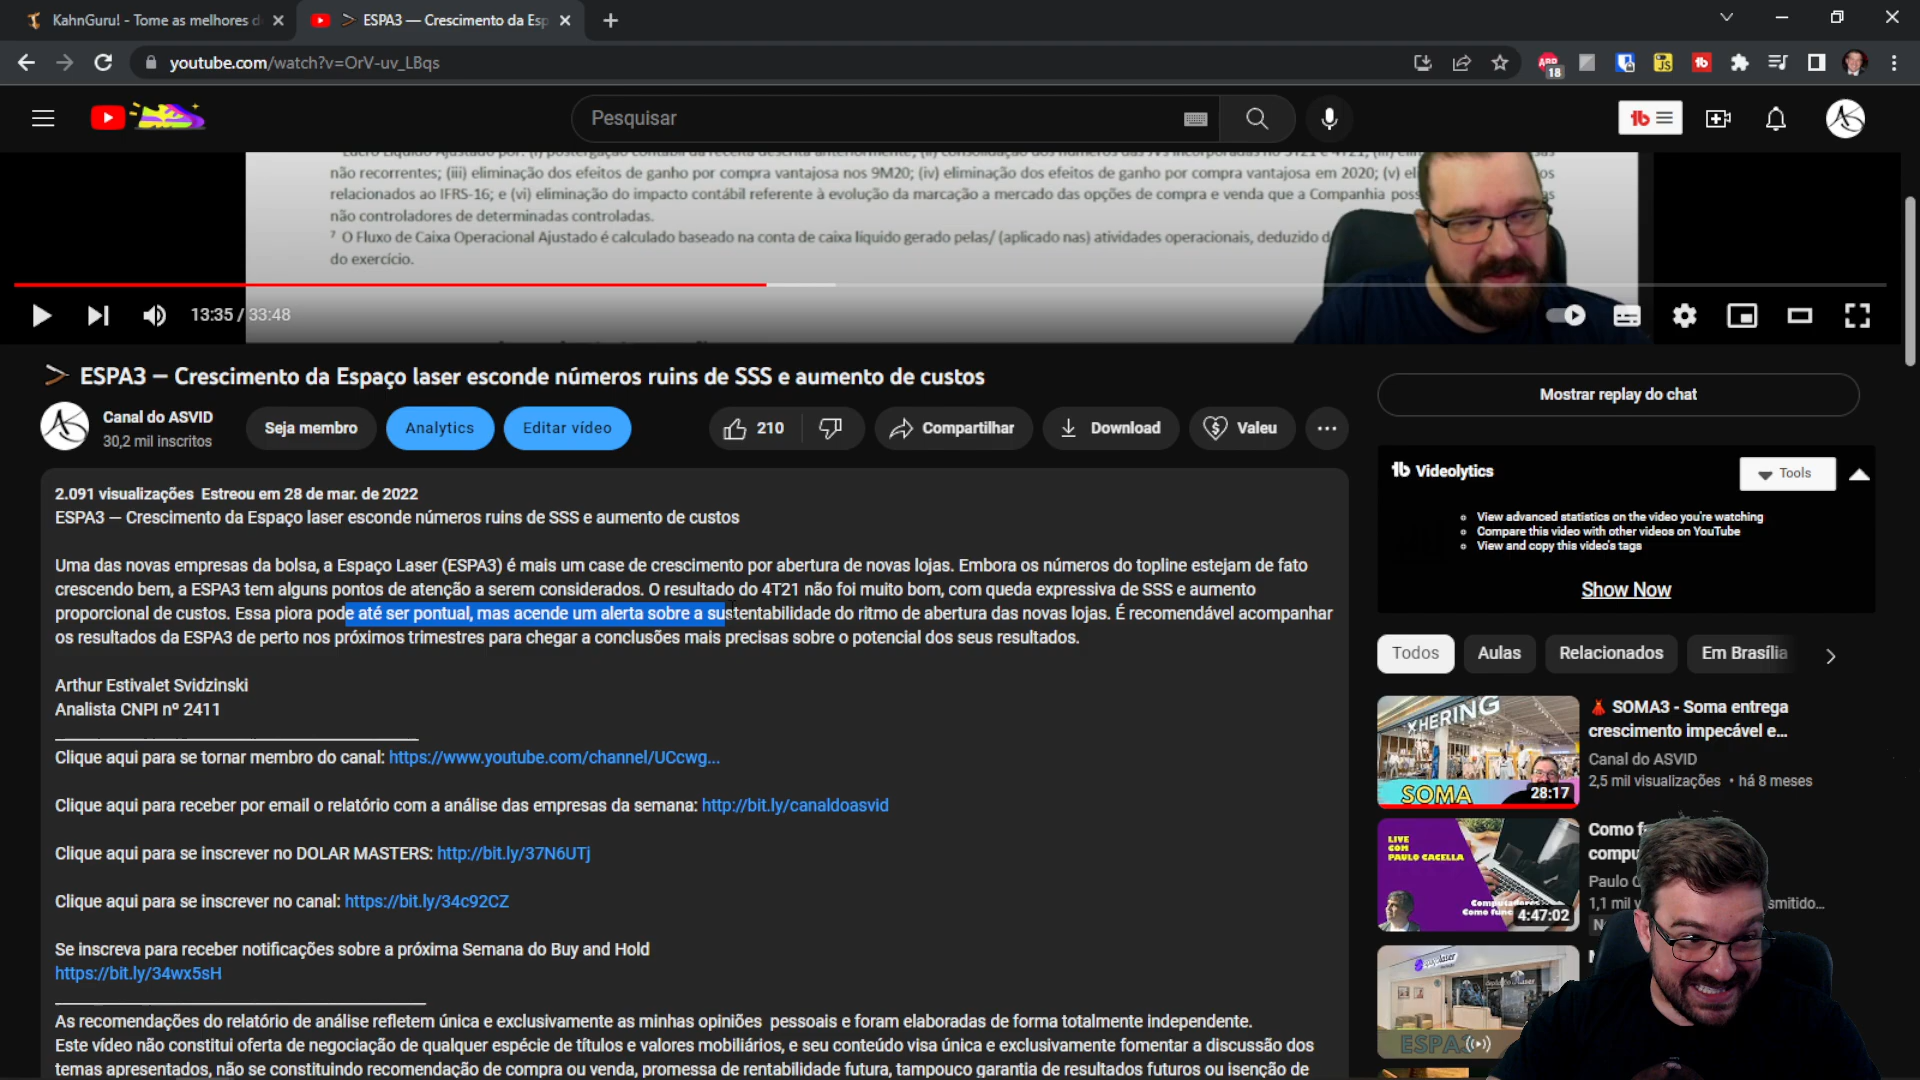 KahnGuru! - Tome as melhores d
ESPA3 — Crescimento da Esp
youtube.com/watch?v=OrV-uv_LBqs
18
JS
tb
Pesquisar
tb
não recorrentes; (iii) eliminação dos efeitos de ganho por compra vantajosa nos 9M20; (iv) eliminação dos efeitos de ganho por compra vantajosa em 2020; (v) el
relacionados ao IFRS-16; e (vi) eliminação do impacto contábil referente à evolução da marcação a mercado das opções de compra e venda que a Companhia poss
não controladores de determinadas controladas.
⁷ O Fluxo de Caixa Operacional Ajustado é calculado baseado na conta de caixa líquido gerado pelas/ (aplicado nas) atividades operacionais, deduzido d
do exercício.
13:35 / 33:48
ESPA3 — Crescimento da Espaço laser esconde números ruins de SSS e aumento de custos
Canal do ASVID
30,2 mil inscritos
Seja membro
Analytics
Editar vídeo
210
Compartilhar
Download
Valeu
2.091 visualizações Estreou em 28 de mar. de 2022
ESPA3 — Crescimento da Espaço laser esconde números ruins de SSS e aumento de custos
Uma das novas empresas da bolsa, a Espaço Laser (ESPA3) é mais um case de crescimento por abertura de novas lojas. Embora os números do topline estejam de fato
crescendo bem, a ESPA3 tem alguns pontos de atenção a serem considerados. O resultado do 4T21 não foi muito bom, com queda expressiva de SSS e aumento
proporcional de custos. Essa piora pode até ser pontual, mas acende um alerta sobre a sustentabilidade do ritmo de abertura das novas lojas. É recomendável acompanhar
os resultados da ESPA3 de perto nos próximos trimestres para chegar a conclusões mais precisas sobre o potencial dos seus resultados.
Arthur Estivalet Svidzinski
Analista CNPI nº 2411
Clique aqui para se tornar membro do canal: https://www.youtube.com/channel/UCcwg...
Clique aqui para receber por email o relatório com a análise das empresas da semana: http://bit.ly/canaldoasvid
Clique aqui para se inscrever no DOLAR MASTERS: http://bit.ly/37N6UTj
Clique aqui para se inscrever no canal: https://bit.ly/34c92CZ
Se inscreva para receber notificações sobre a próxima Semana do Buy and Hold
https://bit.ly/34wx5sH
As recomendações do relatório de análise refletem única e exclusivamente as minhas opiniões pessoais e foram elaboradas de forma totalmente independente.
Este vídeo não constitui oferta de negociação de qualquer espécie de títulos e valores mobiliários, e seu conteúdo visa única e exclusivamente fomentar a discussão dos
temas apresentados, não se constituindo recomendação de compra ou venda, promessa de rentabilidade futura, tampouco garantia de resultados futuros ou isenção de
Mostrar replay do chat
tb Videolytics
Tools
View advanced statistics on the video you're watching
Compare this video with other videos on YouTube
View and copy this video's tags
Show Now
Todos
Aulas
Relacionados
Em Brasília
HERING
SOMA
28:17
SOMA3 - Soma entrega
crescimento impecável e...
Canal do ASVID
2,5 mil visualizações • há 8 meses
LIVE
COM
PAULO CACELLA
4:47:02
Como f
compu
Paulo C
1,1 mil v
smitido...
ESPA